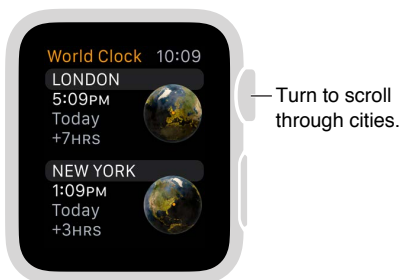 World Clock 10:09
LONDON
5:09PM
Today
+7HRS
NEW YORK
1:09PM
Today
+3HRS
Turn to scroll
through cities.